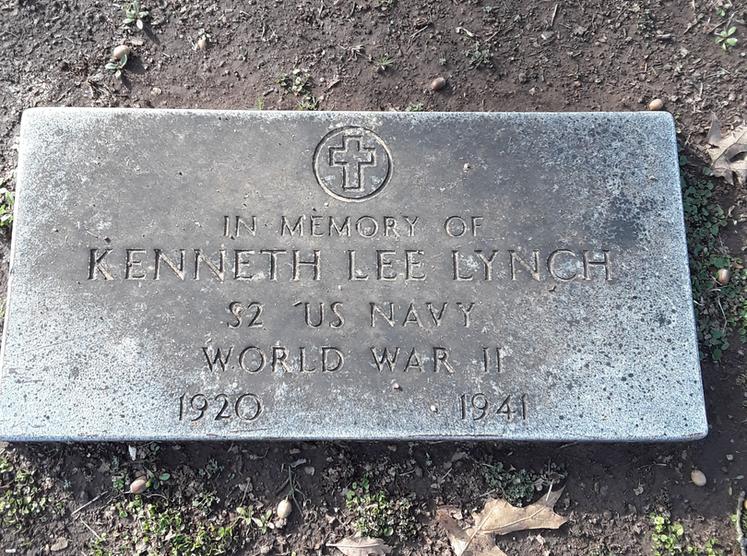 IN MEMORY OF
KENNETH LEE LYNCH
S2 US NAVY
WORLD WAR II
1920 1941